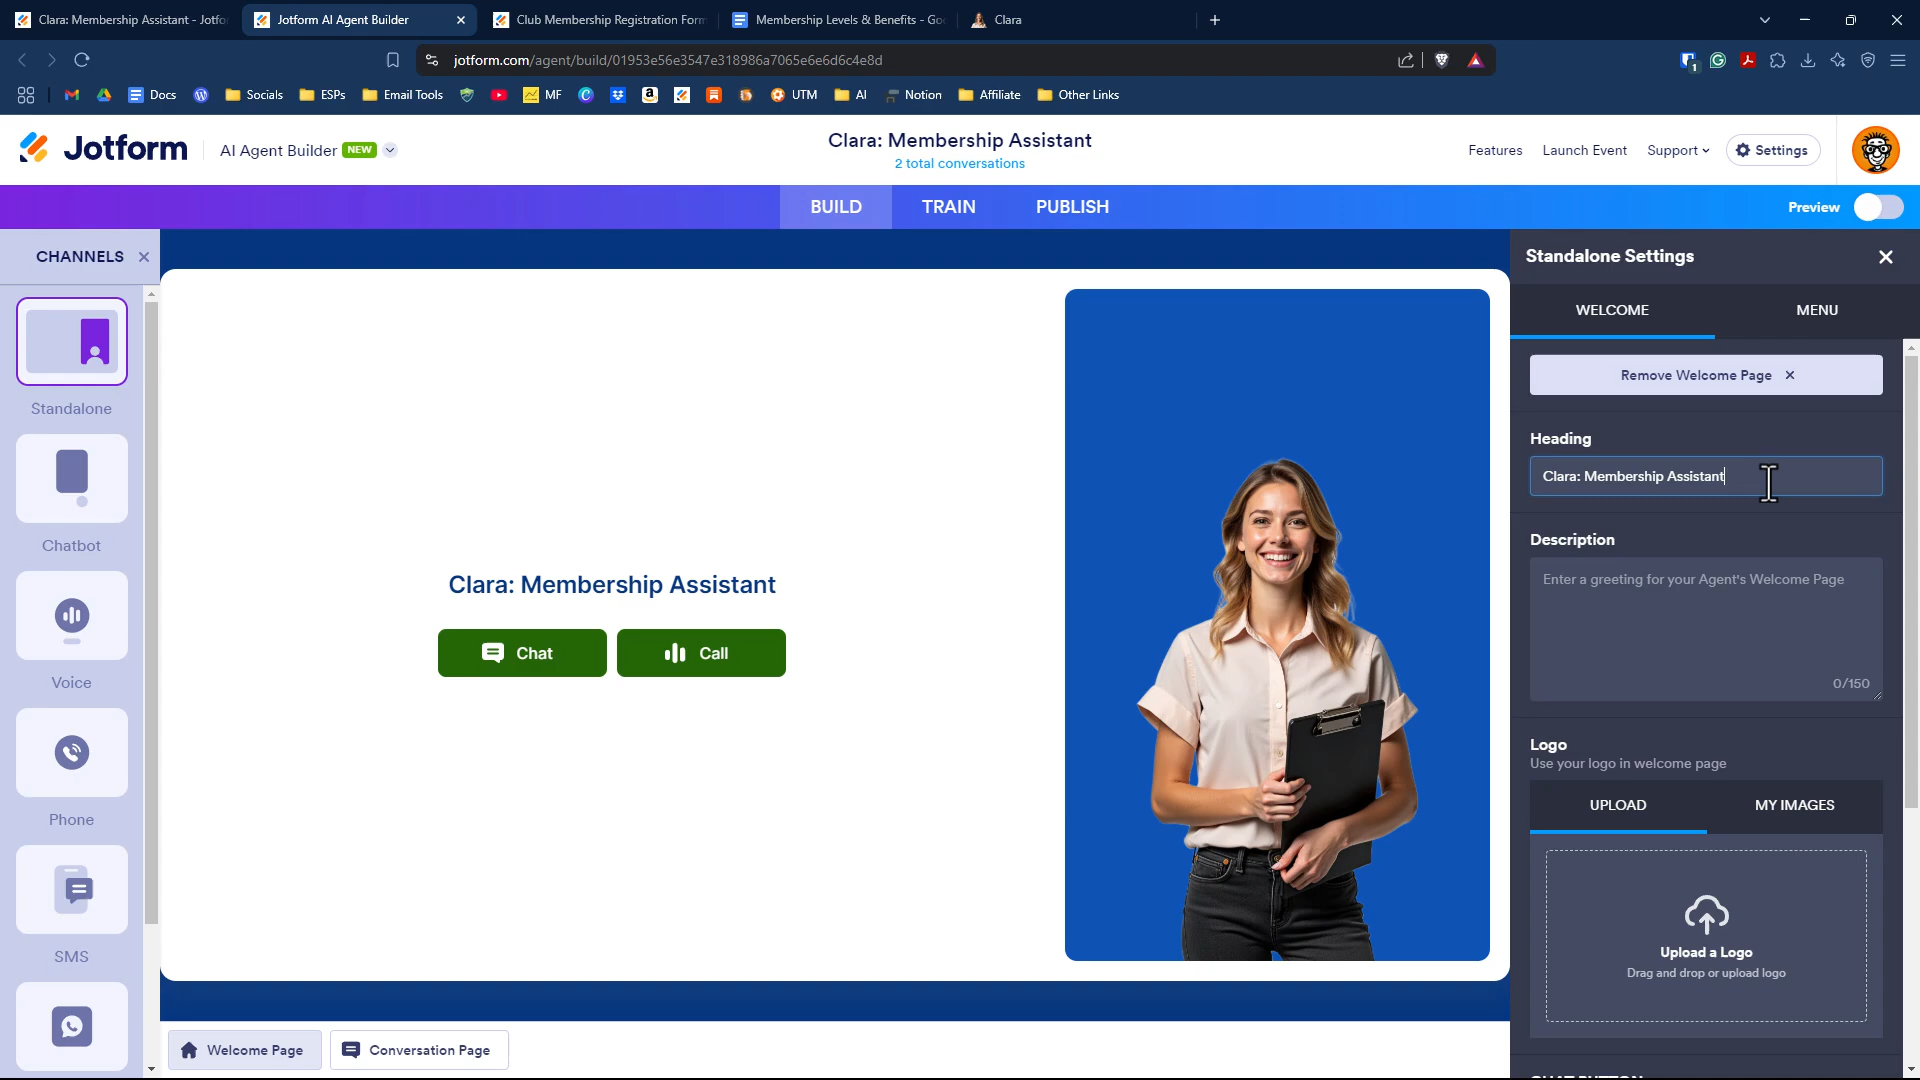 Clara: Membership Assistant - Jotfo
Jotform AI Agent Builder
Club Membership Registration Form
Membership Levels & Benefits - Goo
Clara
jotform.com/agent/build/01953e56e3547e318986a7065e6e6d6c4e8d
1
Docs
Socials
ESPs
Email Tools
MF
UTM
AI
Notion
Affiliate
Other Links
Jotform
AI Agent Builder NEW
Clara: Membership Assistant
2 total conversations
Features
Launch Event
Support
Settings
BUILD
TRAIN
PUBLISH
Preview
CHANNELS
Standalone
Chatbot
Voice
Phone
SMS
Clara: Membership Assistant
Chat
Call
Welcome Page
Conversation Page
Standalone Settings
WELCOME
MENU
Remove Welcome Page
Heading
Clara: Membership Assistant
Description
Enter a greeting for your Agent's Welcome Page
0/150
Logo
Use your logo in welcome page
UPLOAD
MY IMAGES
Upload a Logo
Drag and drop or upload logo
CHAT BUTTON